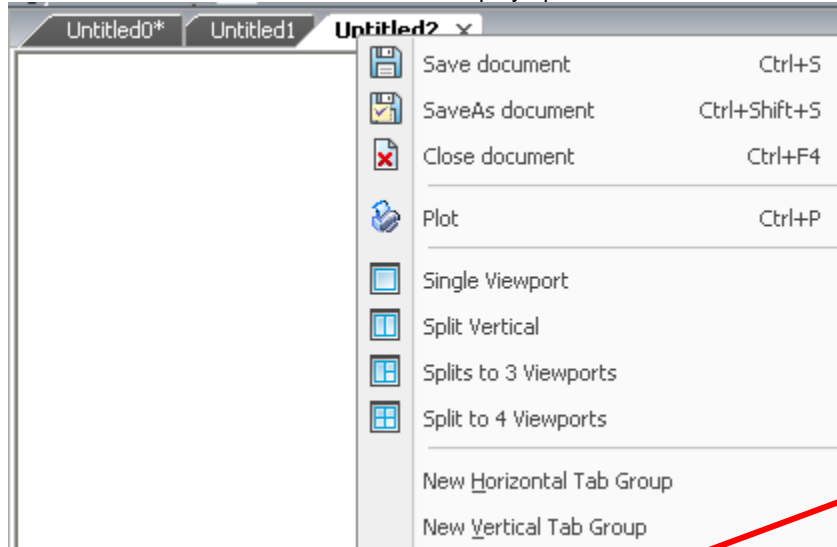 Untitled0* Untitled1 Untitled2 ×
Save document Ctrl+S
SaveAs document Ctrl+Shift+S
Close document Ctrl+F4
Plot Ctrl+P
Single Viewport
Split Vertical
Splits to 3 Viewports
Split to 4 Viewports
New Horizontal Tab Group
New Vertical Tab Group